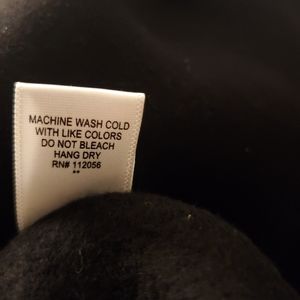 MACHINE WASH COLD
WITH LIKE COLORS
DO NOT BLEACH
HANG DRY
RN# 112056
**